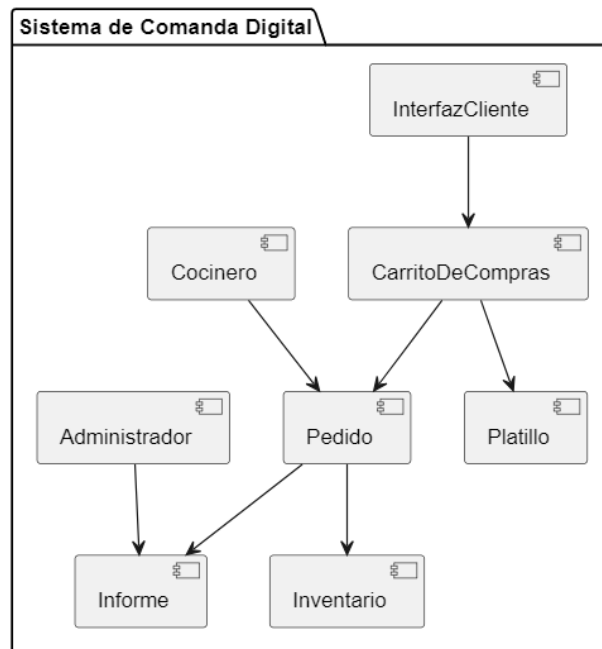 Sistema de Comanda Digital
InterfazCliente
Cocinero
CarritoDeCompras
Administrador
Pedido
Platillo
Informe
Inventario